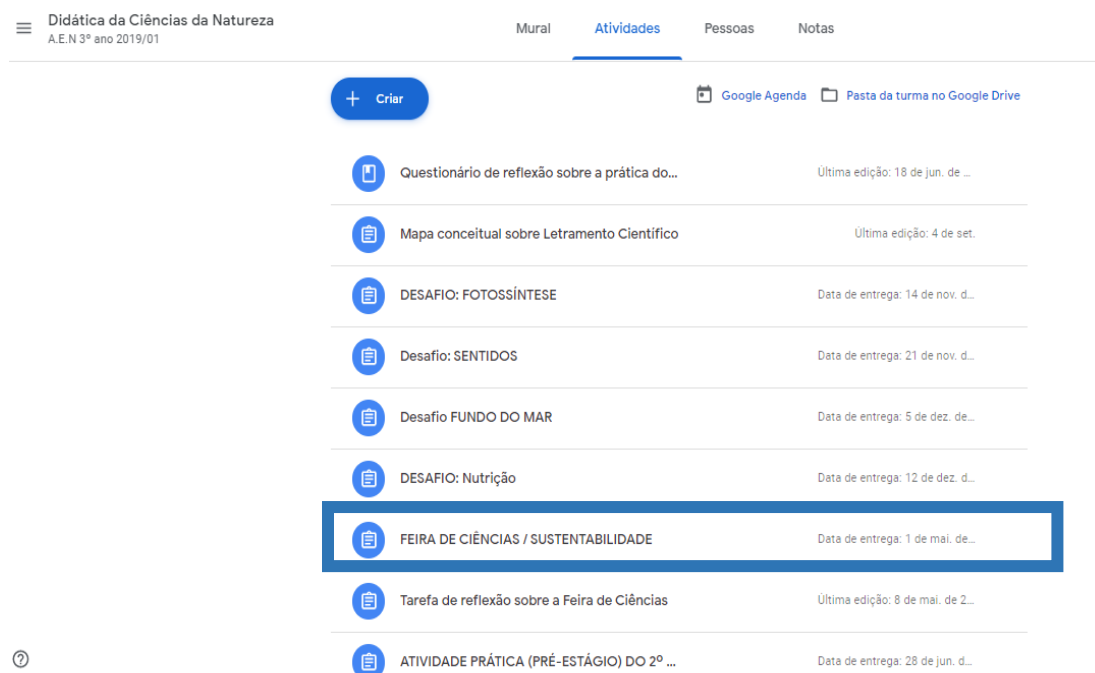 Didática da Ciências da Natureza
A.E.N 3º ano 2019/01
Mural Atividades Pessoas Notas
Criar
Google Agenda Pasta da turma no Google Drive
Questionário de reflexão sobre a prática do... Última edição: 18 de jun. de ...
Mapa conceitual sobre Letramento Científico Última edição: 4 de set.
DESAFIO: FOTOSSÍNTESE Data de entrega: 14 de nov. d...
Desafio: SENTIDOS Data de entrega: 21 de nov. d...
Desafio FUNDO DO MAR Data de entrega: 5 de dez. de...
DESAFIO: Nutrição Data de entrega: 12 de dez. d...
FEIRA DE CIÊNCIAS / SUSTENTABILIDADE Data de entrega: 1 de mai. de...
Tarefa de reflexão sobre a Feira de Ciências Última edição: 8 de mai. de 2...
ATIVIDADE PRÁTICA (PRÉ-ESTÁGIO) DO 2º ... Data de entrega: 28 de jun. d...